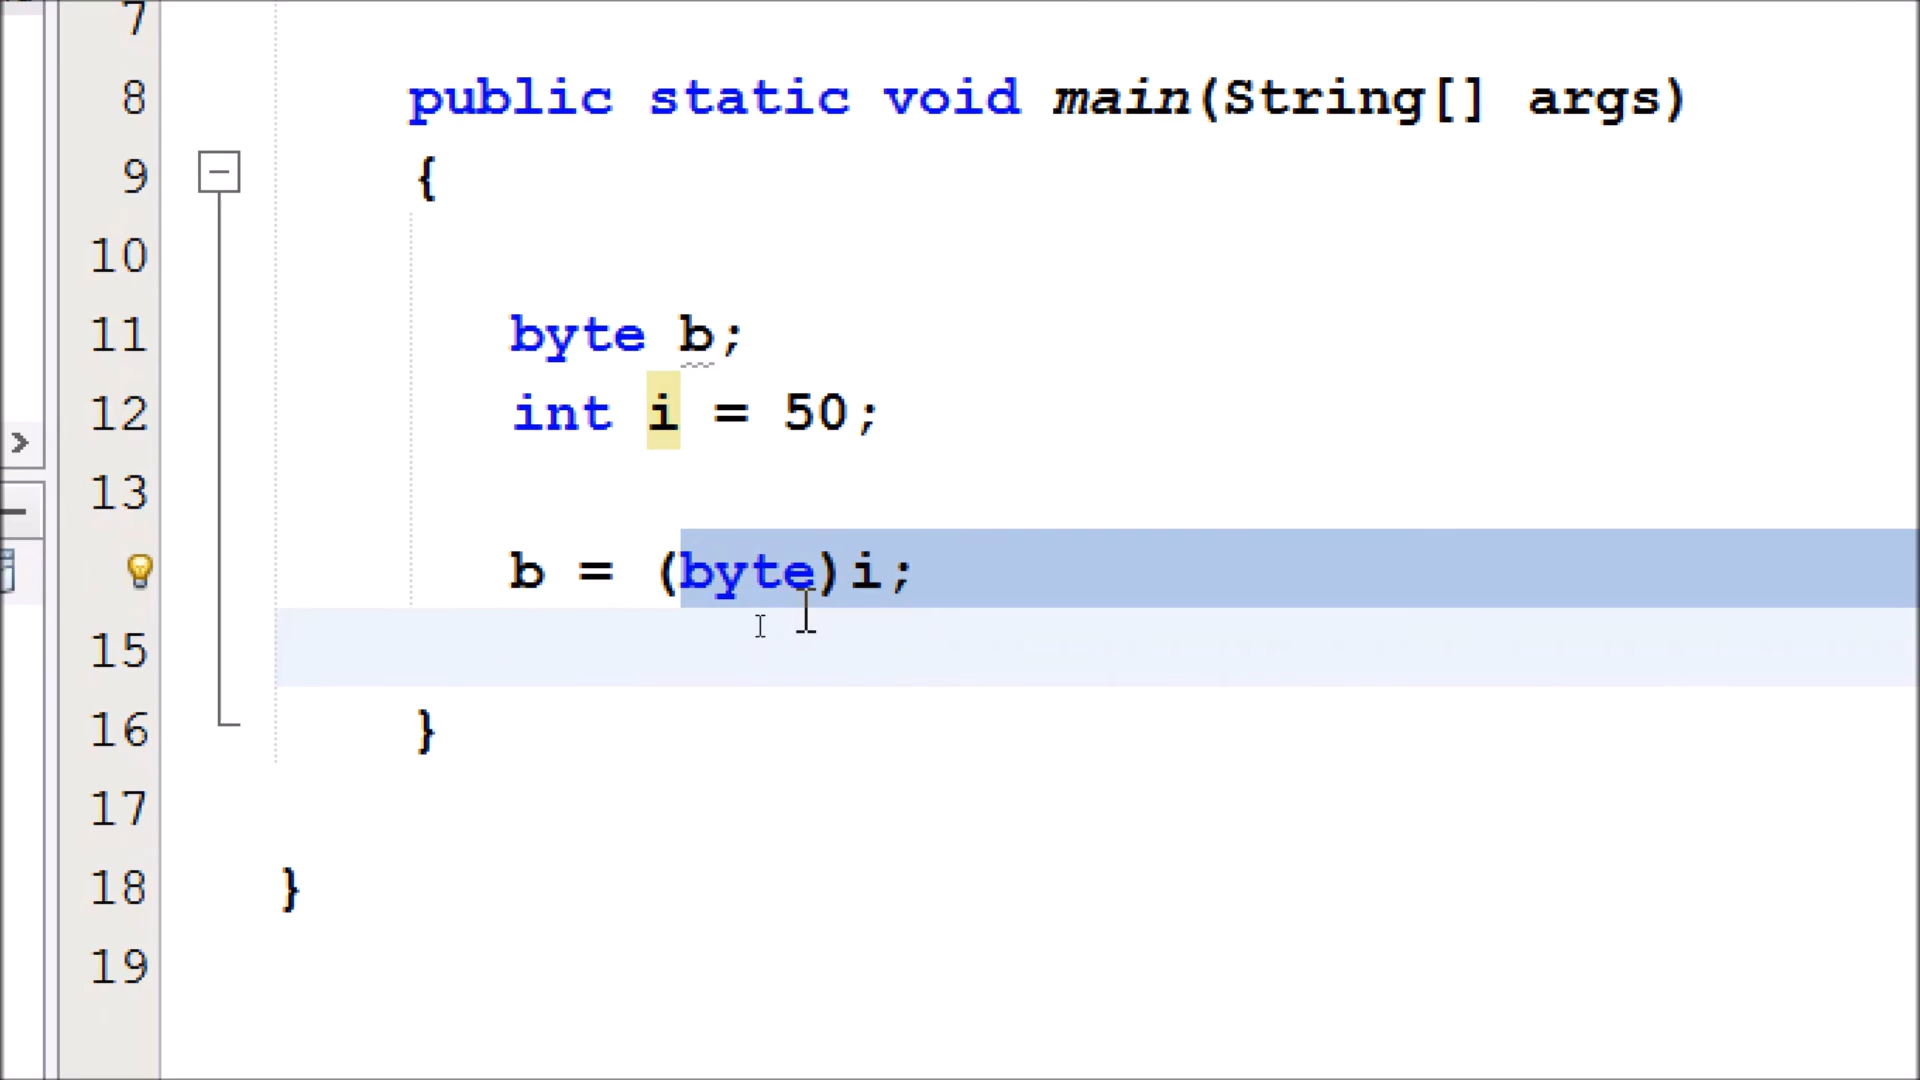 7
8 public static void main(String[] args)
9 {
10
11 byte b;
12 int i = 50;
13
b = (byte)i;
15
16 }
17
18 }
19